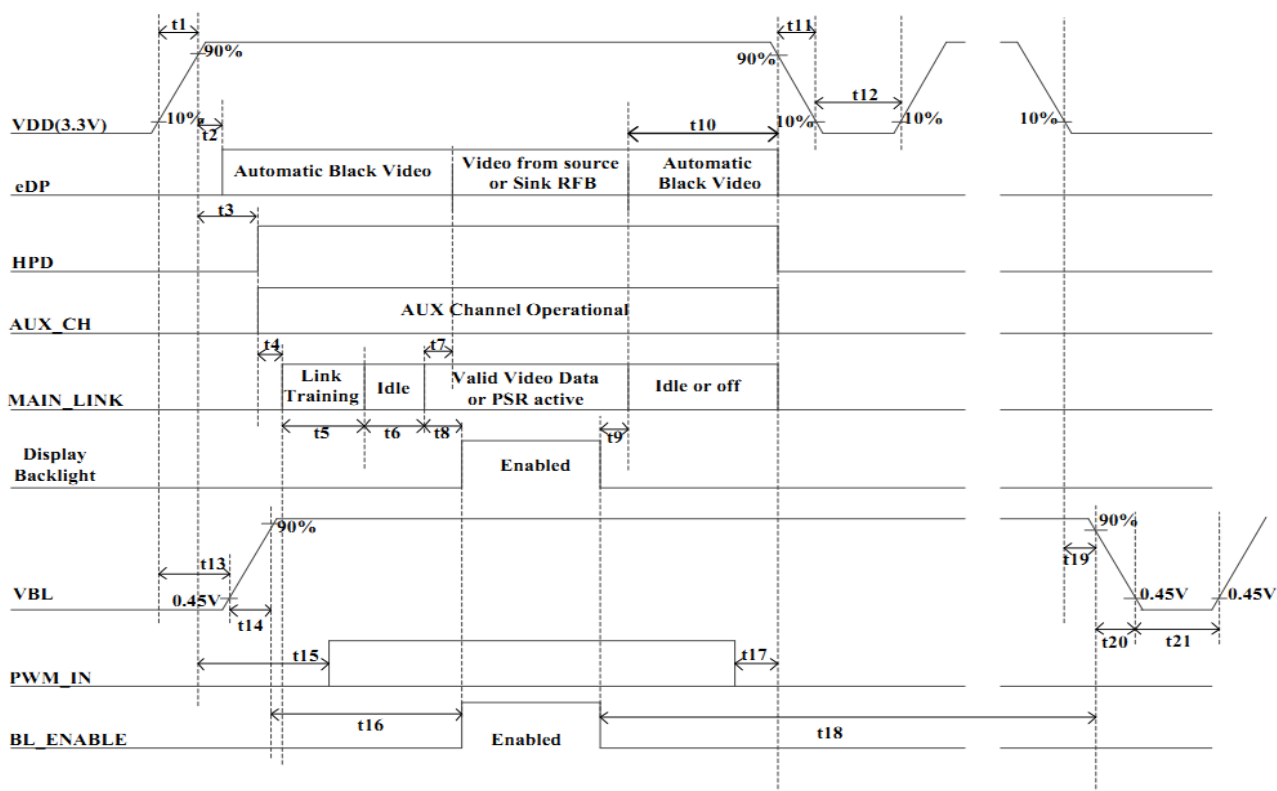 t1
t11
90%
90%
t12
VDD(3.3V)
10%
t2
t10
10%
10%
10%
eDP
Automatic Black Video
Video from source
or Sink RFB
Automatic
Black Video
t3
HPD
AUX_CH
AUX Channel Operational
t4
t7
MAIN_LINK
Link
Training
Idle
Valid Video Data
or PSR active
Idle or off
t5
t6
t8
t9
Display
Backlight
Enabled
90%
90%
t13
t19
VBL
0.45V
0.45V
0.45V
t14
t20
t21
t15
t17
PWM_IN
t16
t18
BL_ENABLE
Enabled